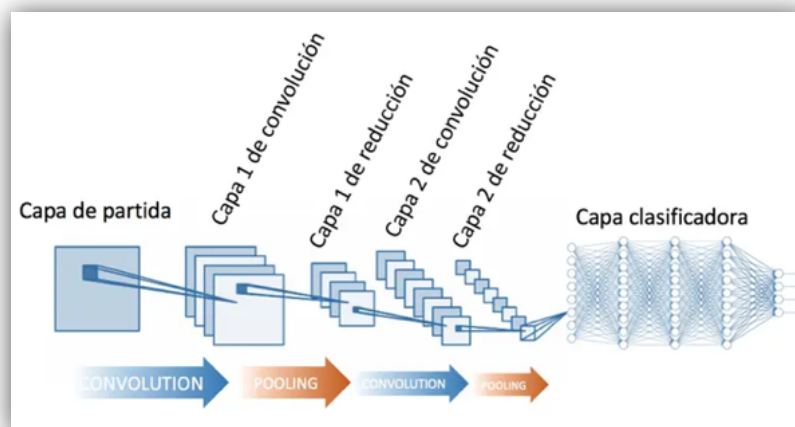 Capa de partida
Capa 1 de convolución
Capa 1 de reducción
Capa 2 de convolución
Capa 2 de reducción
Capa clasificadora
CONVOLUTION
POOLING
CONVOLUTION
POOLING